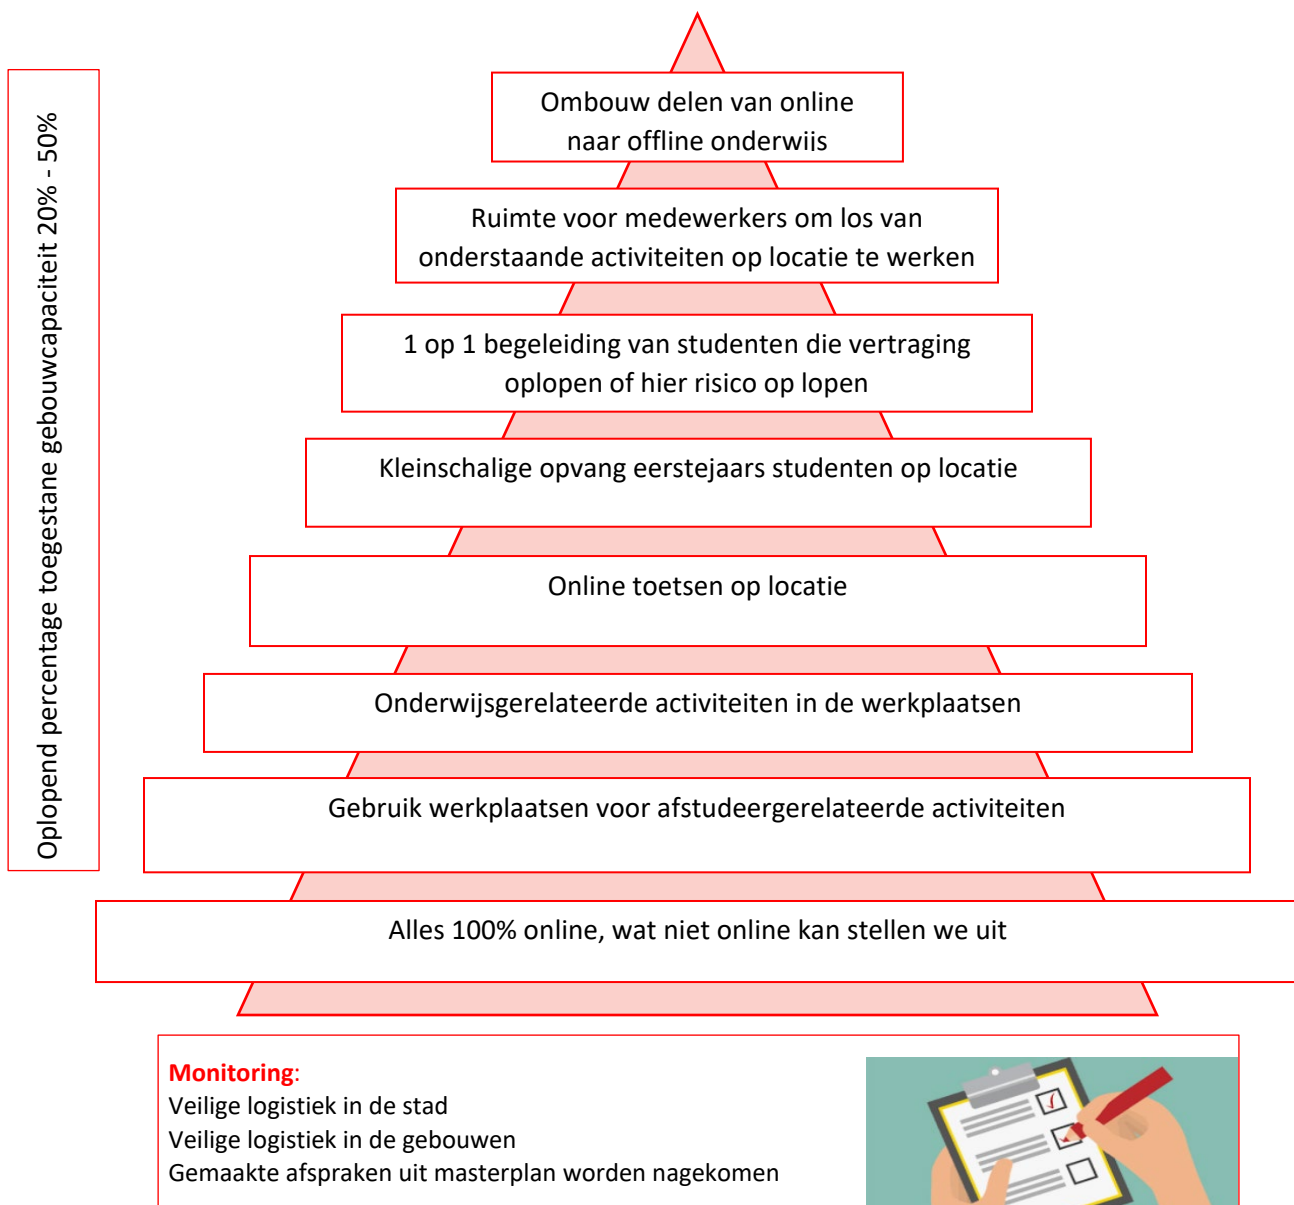 Oplopend percentage toegestane gebouwcapaciteit 20% - 50%
Ombouw delen van online
naar offline onderwijs
Ruimte voor medewerkers om los van
onderstaande activiteiten op locatie te werken
1 op 1 begeleiding van studenten die vertraging
oplopen of hier risico op lopen
Kleinschalige opvang eerstejaars studenten op locatie
Online toetsen op locatie
Onderwijsgerelateerde activiteiten in de werkplaatsen
Gebruik werkplaatsen voor afstudeergerelateerde activiteiten
Alles 100% online, wat niet online kan stellen we uit
Monitoring:
Veilige logistiek in de stad
Veilige logistiek in de gebouwen
Gemaakte afspraken uit masterplan worden nagekomen